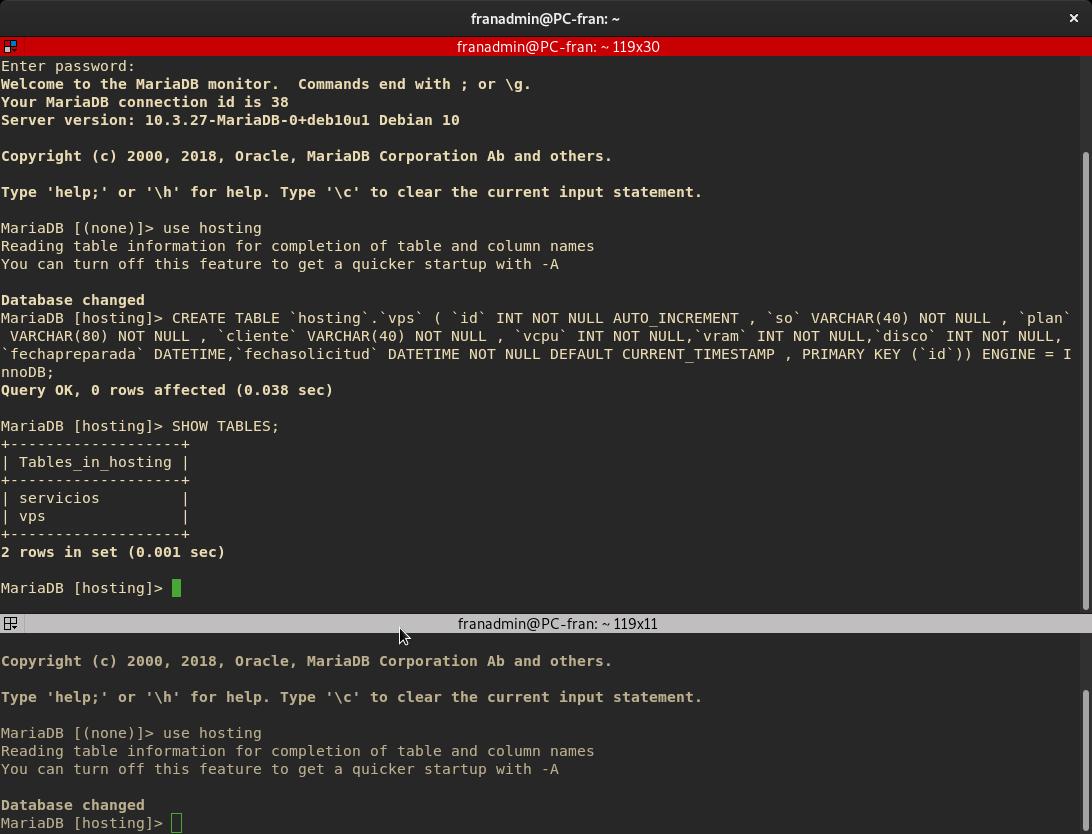 franadmin@PC-fran: ~
franadmin@PC-fran: ~ 119x30
Enter password:
Welcome to the MariaDB monitor.  Commands end with ; or \g.
Your MariaDB connection id is 38
Server version: 10.3.27-MariaDB-0+deb10u1 Debian 10
Copyright (c) 2000, 2018, Oracle, MariaDB Corporation Ab and others.
Type 'help;' or '\h' for help. Type '\c' to clear the current input statement.
MariaDB [(none)]> use hosting
Reading table information for completion of table and column names
You can turn off this feature to get a quicker startup with -A
Database changed
MariaDB [hosting]> CREATE TABLE `hosting`.`vps` ( `id` INT NOT NULL AUTO_INCREMENT , `so` VARCHAR(40) NOT NULL , `plan`
 VARCHAR(80) NOT NULL , `cliente` VARCHAR(40) NOT NULL , `vcpu` INT NOT NULL,`vram` INT NOT NULL,`disco` INT NOT NULL,
`fechapreparada` DATETIME,`fechasolicitud` DATETIME NOT NULL DEFAULT CURRENT_TIMESTAMP , PRIMARY KEY (`id`)) ENGINE = I
nnoDB;
Query OK, 0 rows affected (0.038 sec)
MariaDB [hosting]> SHOW TABLES;
+-------------------+
| Tables_in_hosting |
+-------------------+
| servicios         |
| vps               |
+-------------------+
2 rows in set (0.001 sec)
MariaDB [hosting]>
franadmin@PC-fran: ~ 119x11
Copyright (c) 2000, 2018, Oracle, MariaDB Corporation Ab and others.
Type 'help;' or '\h' for help. Type '\c' to clear the current input statement.
MariaDB [(none)]> use hosting
Reading table information for completion of table and column names
You can turn off this feature to get a quicker startup with -A
Database changed
MariaDB [hosting]>